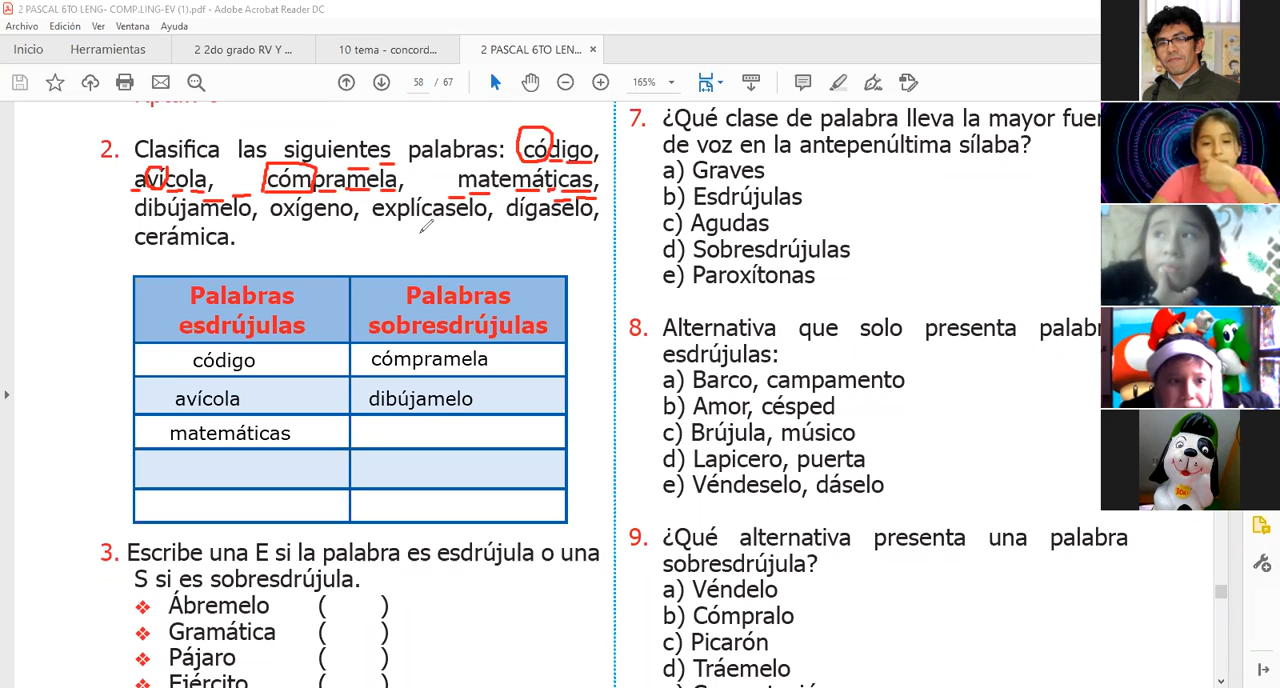 2 PASCAL 6TO LENG- COMP.LING-EV (1).pdf - Adobe Acrobat Reader DC
Archivo Edición Ver Ventana Ayuda
Inicio Herramientas 2 2do grado RV Y ... 10 tema - concord... 2 PASCAL 6TO LEN... ×
58 / 67 165%
2. Clasifica las siguientes palabras: código,
avícola, cómpramela, matemáticas,
dibújamelo, oxígeno, explícaselo, dígaselo,
cerámica.
Palabras esdrújulas Palabras sobresdrújulas
código cómpramela
avícola dibújamelo
matemáticas
3. Escribe una E si la palabra es esdrújula o una
S si es sobresdrújula.
❖ Ábremelo ( )
❖ Gramática ( )
❖ Pájaro ( )
❖ Ejército
7. ¿Qué clase de palabra lleva la mayor fuer
de voz en la antepenúltima sílaba?
a) Graves
b) Esdrújulas
c) Agudas
d) Sobresdrújulas
e) Paroxítonas
8. Alternativa que solo presenta palabr
esdrújulas:
a) Barco, campamento
b) Amor, césped
c) Brújula, músico
d) Lapicero, puerta
e) Véndeselo, dáselo
9. ¿Qué alternativa presenta una palabra
sobresdrújula?
a) Véndelo
b) Cómpralo
c) Picarón
d) Tráemelo